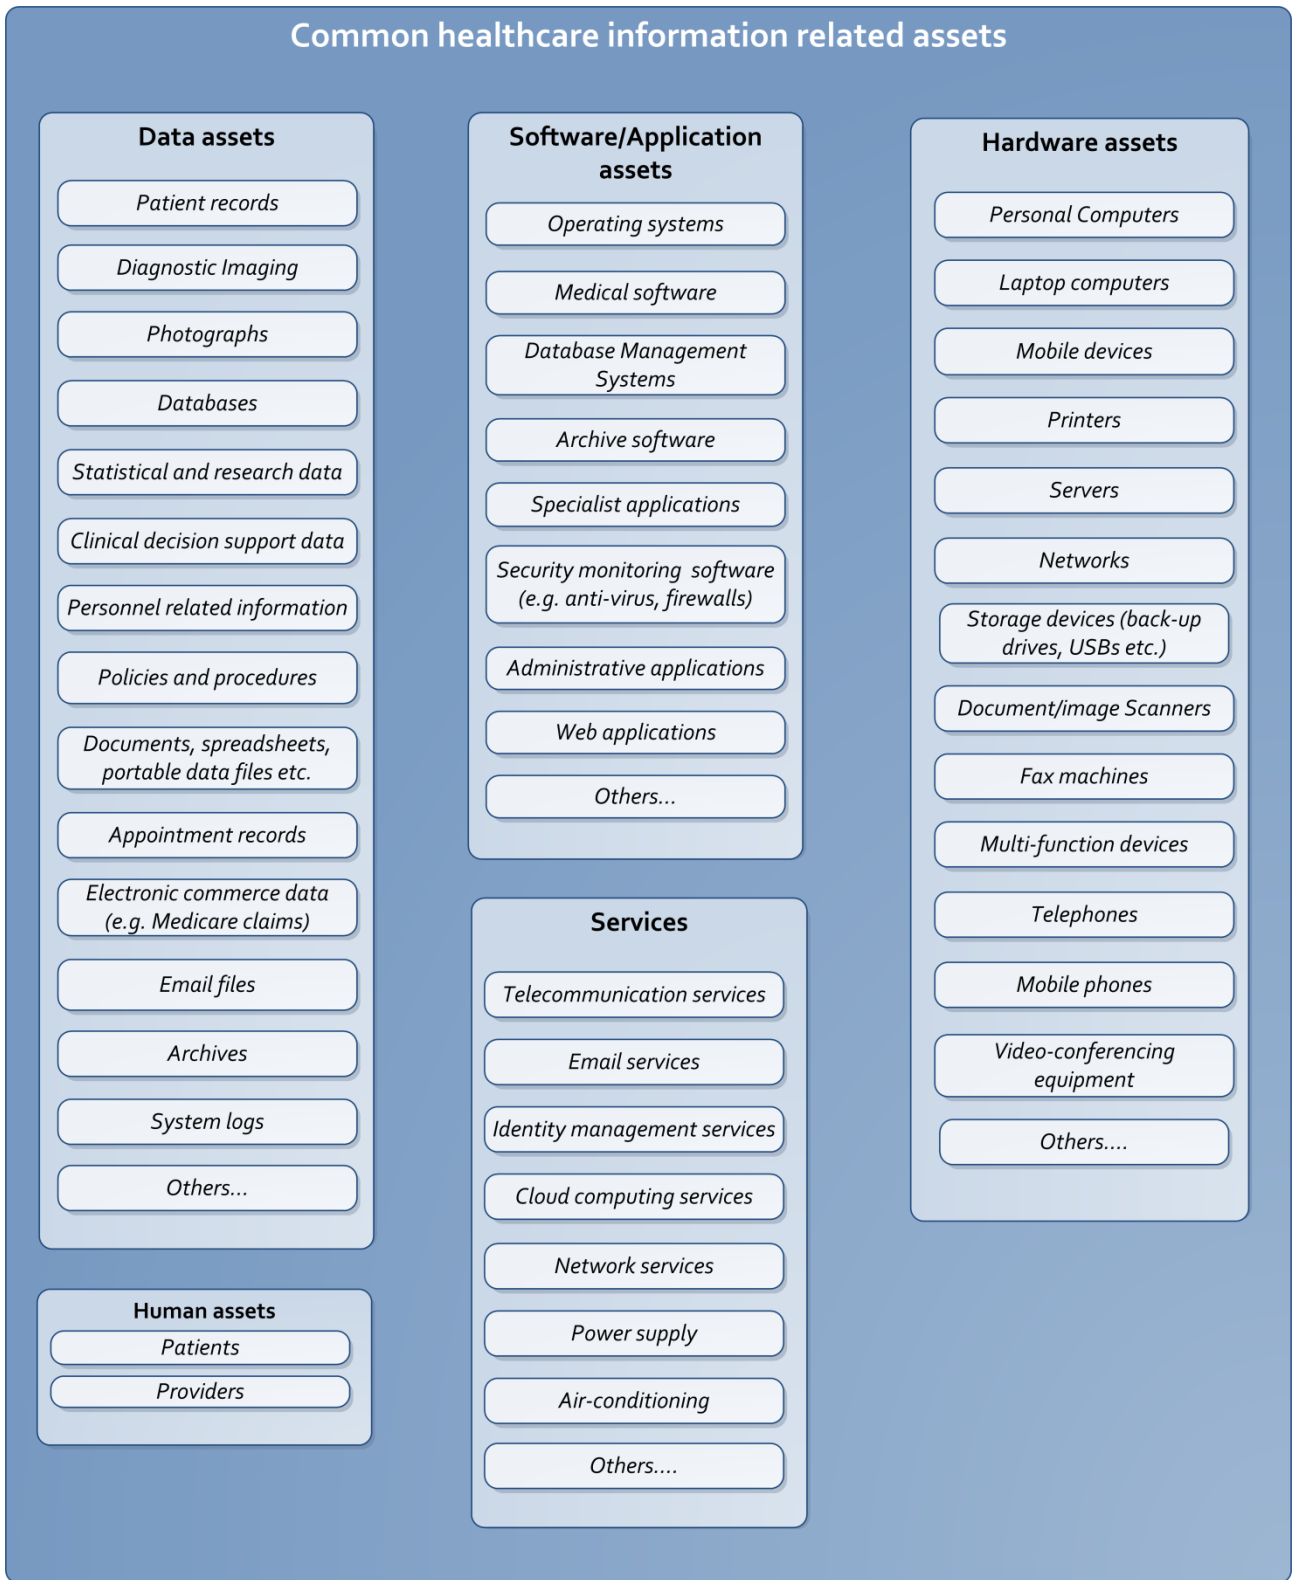 Common healthcare information related assets
Data assets
Patient records
Diagnostic Imaging
Photographs
Databases
Statistical and research data
Clinical decision support data
Personnel related information
Policies and procedures
Documents, spreadsheets,
portable data files etc.
Appointment records
Electronic commerce data
(e.g. Medicare claims)
Email files
Archives
System logs
Others...
Human assets
Patients
Providers
Software/Application
assets
Operating systems
Medical software
Database Management
Systems
Archive software
Specialist applications
Security monitoring  software
(e.g. anti-virus, firewalls)
Administrative applications
Web applications
Others...
Services
Telecommunication services
Email services
Identity management services
Cloud computing services
Network services
Power supply
Air-conditioning
Others....
Hardware assets
Personal Computers
Laptop computers
Mobile devices
Printers
Servers
Networks
Storage devices (back-up
drives, USBs etc.)
Document/image Scanners
Fax machines
Multi-function devices
Telephones
Mobile phones
Video-conferencing
equipment
Others....